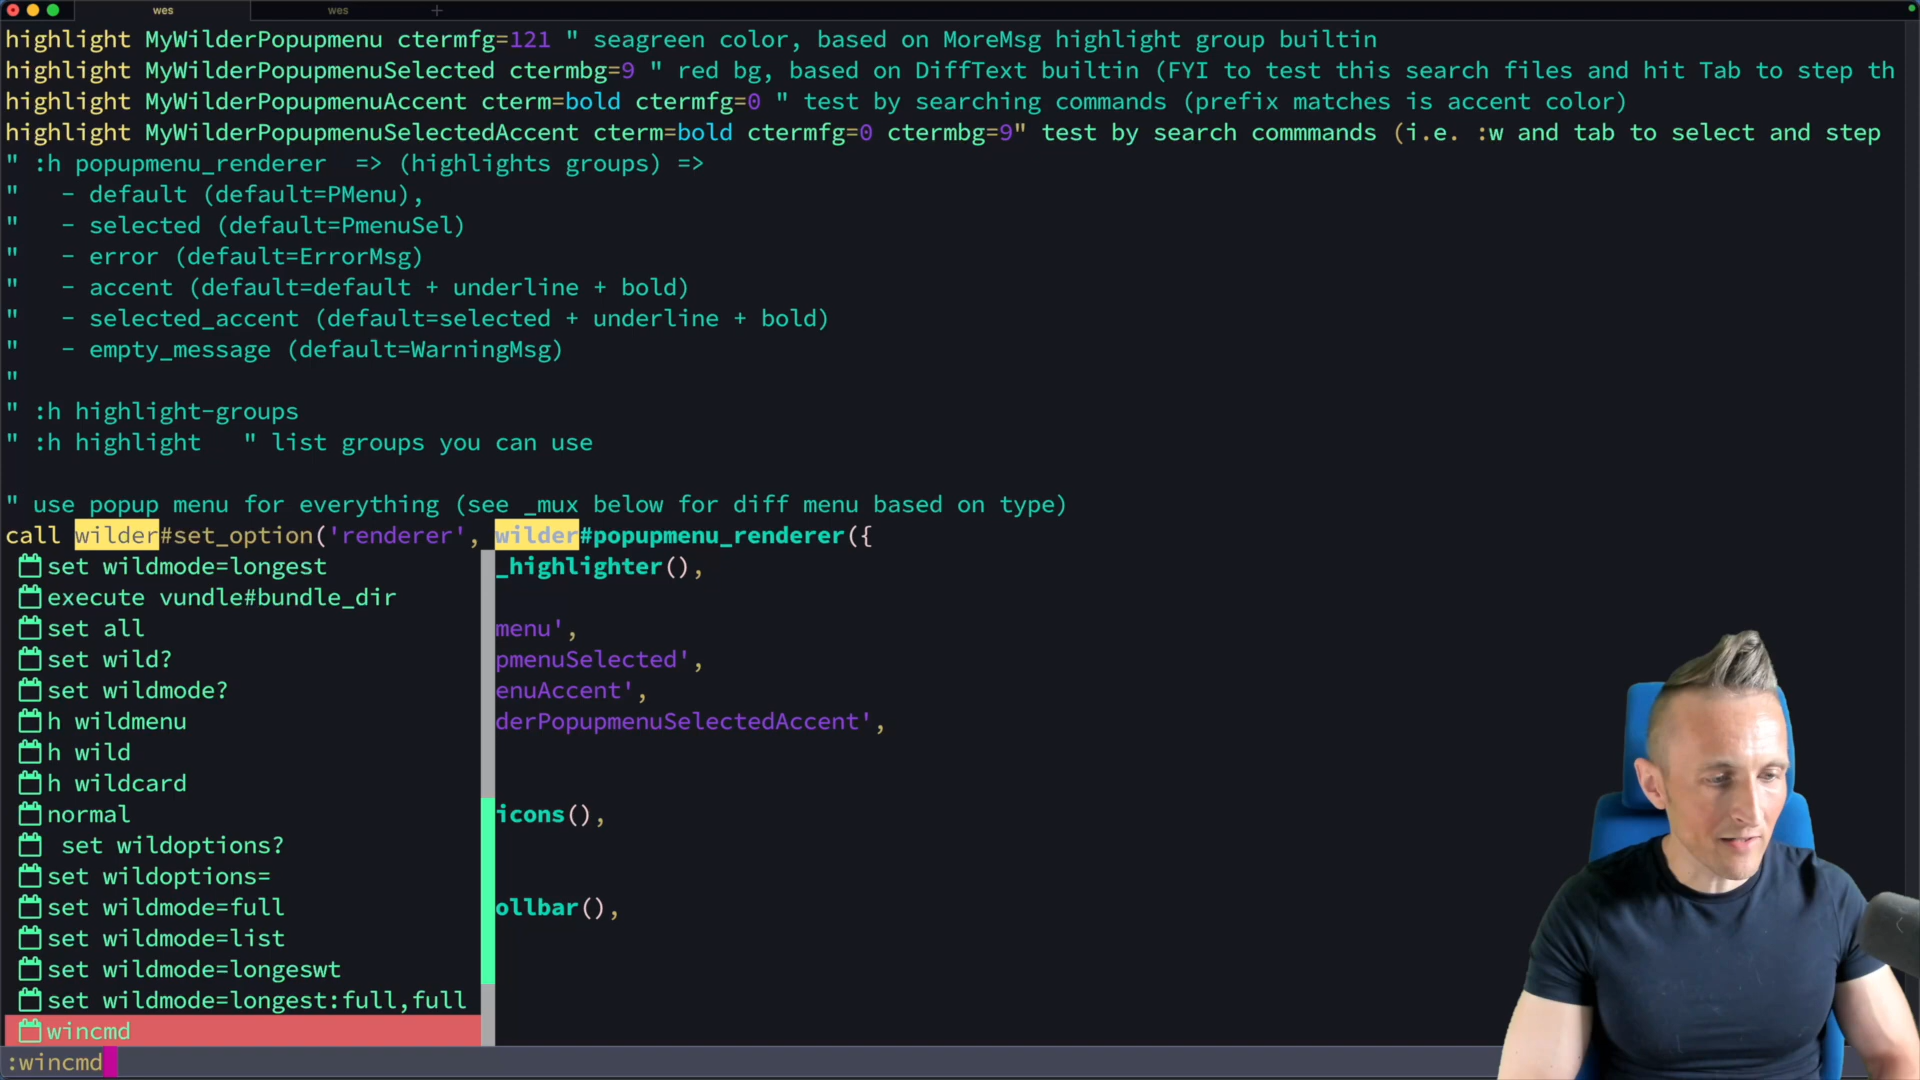 wes
wes
+
highlight MyWilderPopupmenu ctermfg=121 " seagreen color, based on MoreMsg highlight group builtin
highlight MyWilderPopupmenuSelected ctermbg=9 " red bg, based on DiffText builtin (FYI to test this search files and hit Tab to step th
highlight MyWilderPopupmenuAccent cterm=bold ctermfg=0 " test by searching commands (prefix matches is accent color)
highlight MyWilderPopupmenuSelectedAccent cterm=bold ctermfg=0 ctermbg=9" test by search commmands (i.e. :w and tab to select and step
" :h popupmenu_renderer  => (highlights groups) =>
"   - default (default=PMenu),
"   - selected (default=PmenuSel)
"   - error (default=ErrorMsg)
"   - accent (default=default + underline + bold)
"   - selected_accent (default=selected + underline + bold)
"   - empty_message (default=WarningMsg)
"
" :h highlight-groups
" :h highlight   " list groups you can use
" use popup menu for everything (see _mux below for diff menu based on type)
call wilder#set_option('renderer', wilder#popupmenu_renderer({
set wildmode=longest _highlighter(),
execute vundle#bundle_dir
set all menu',
set wild? pmenuSelected',
set wildmode? enuAccent',
h wildmenu derPopupmenuSelectedAccent',
h wild
h wildcard
normal icons(),
set wildoptions?
set wildoptions=
set wildmode=full ollbar(),
set wildmode=list
set wildmode=longeswt
set wildmode=longest:full,full
wincmd
:wincmd